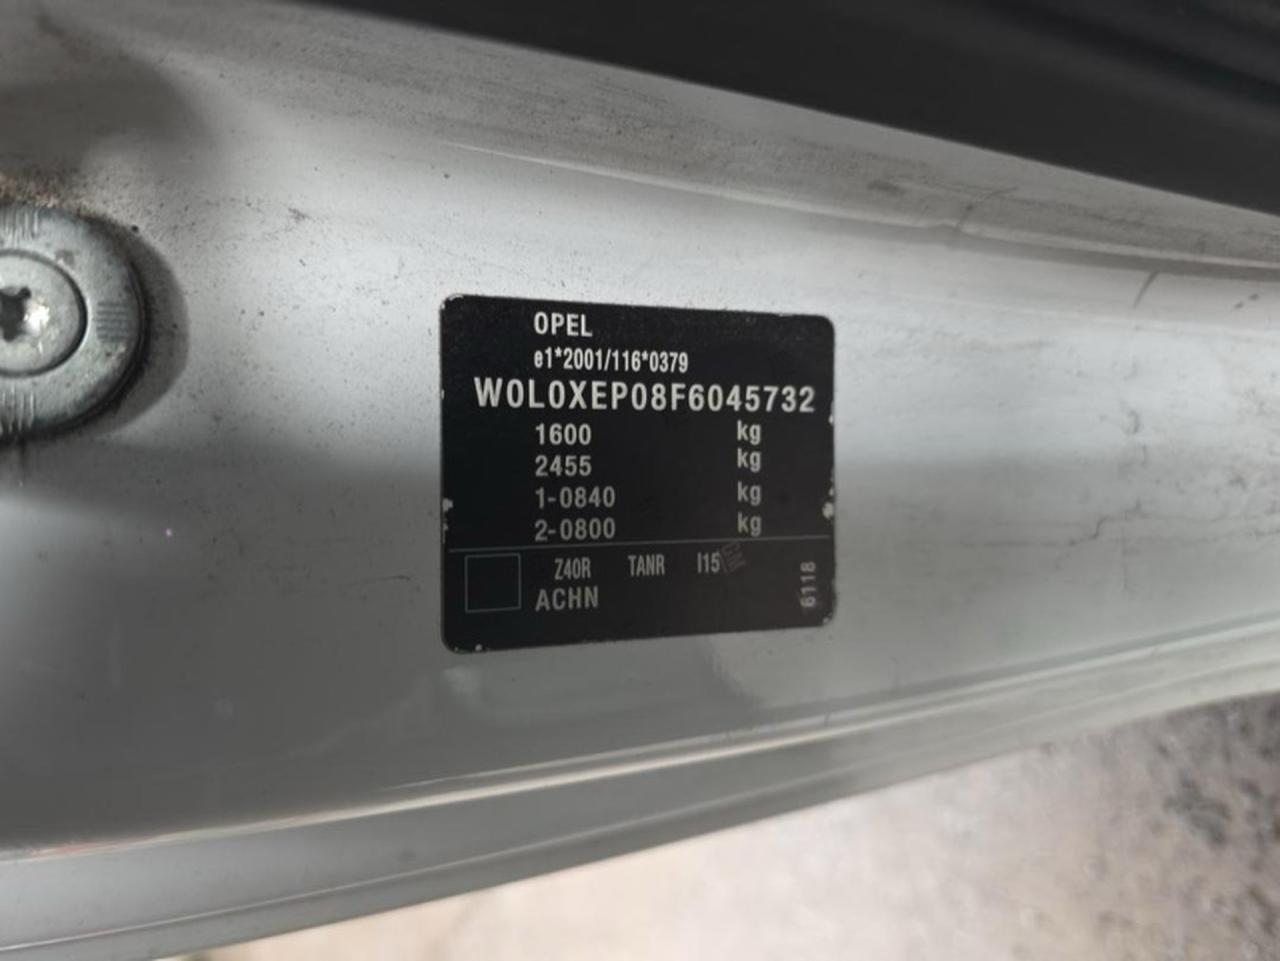 OPEL
e1*2001/116*0379
W0L0XEP08F6045732
1600 kg
2455 kg
1-0840 kg
2-0800 kg
Z40R TANR I15 GM
ACHN
6118